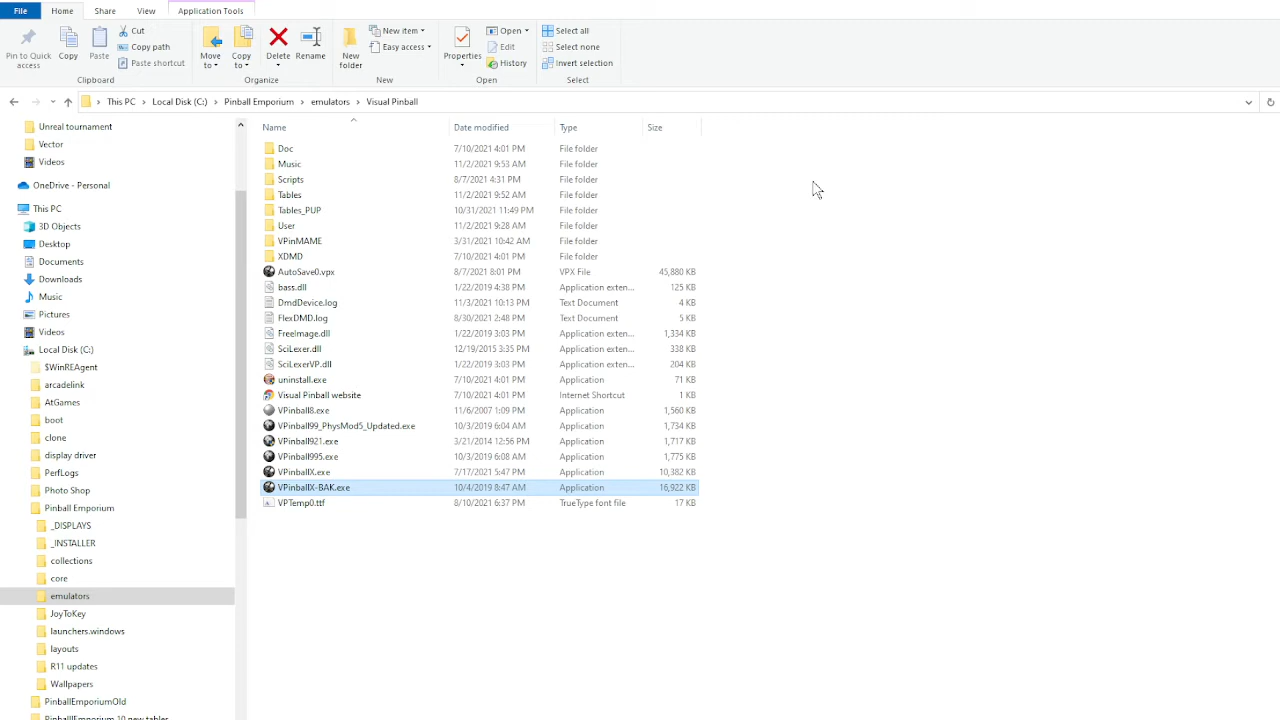 File Home Share View Application Tools
Pin to Quick access
Copy
Paste
Cut
Copy path
Paste shortcut
Clipboard
Move to
Copy to
Delete
Rename
Organize
New folder
New item
Easy access
New
Properties
Open
Edit
History
Open
Select all
Select none
Invert selection
Select
This PC > Local Disk (C:) > Pinball Emporium > emulators > Visual Pinball
Unreal tournament
Vector
Videos
OneDrive - Personal
This PC
3D Objects
Desktop
Documents
Downloads
Music
Pictures
Videos
Local Disk (C:)
$WinREAgent
arcadelink
AtGames
boot
clone
display driver
PerfLogs
Photo Shop
Pinball Emporium
_DISPLAYS
_INSTALLER
collections
core
emulators
JoyToKey
launchers.windows
layouts
R11 updates
Wallpapers
PinballEmporiumOld
PinballEmporium 10 new tables
Name Date modified Type Size
Doc 7/10/2021 4:01 PM File folder
Music 11/2/2021 9:53 AM File folder
Scripts 8/7/2021 4:31 PM File folder
Tables 11/2/2021 9:52 AM File folder
Tables_PUP 10/31/2021 11:49 PM File folder
User 11/2/2021 9:28 AM File folder
VPinMAME 3/31/2021 10:42 AM File folder
XDMD 7/10/2021 4:01 PM File folder
AutoSave0.vpx 8/7/2021 8:01 PM VPX File 45,880 KB
bass.dll 1/22/2019 4:38 PM Application exten... 125 KB
DmdDevice.log 11/3/2021 10:13 PM Text Document 4 KB
FlexDMD.log 8/30/2021 2:48 PM Text Document 5 KB
FreeImage.dll 1/22/2019 3:03 PM Application exten... 1,334 KB
SciLexer.dll 12/19/2015 3:35 PM Application exten... 338 KB
SciLexerVP.dll 1/22/2019 3:03 PM Application exten... 204 KB
uninstall.exe 7/10/2021 4:01 PM Application 71 KB
Visual Pinball website 7/10/2021 4:01 PM Internet Shortcut 1 KB
VPinball8.exe 11/6/2007 1:09 PM Application 1,560 KB
VPinball99_PhysMod5_Updated.exe 10/3/2019 6:04 AM Application 1,734 KB
VPinball921.exe 3/21/2014 12:56 PM Application 1,717 KB
VPinball995.exe 10/3/2019 6:08 AM Application 1,775 KB
VPinballX.exe 7/17/2021 5:47 PM Application 10,382 KB
VPinballX-BAK.exe 10/4/2019 8:47 AM Application 16,922 KB
VPTemp0.ttf 8/10/2021 6:37 PM TrueType font file 17 KB